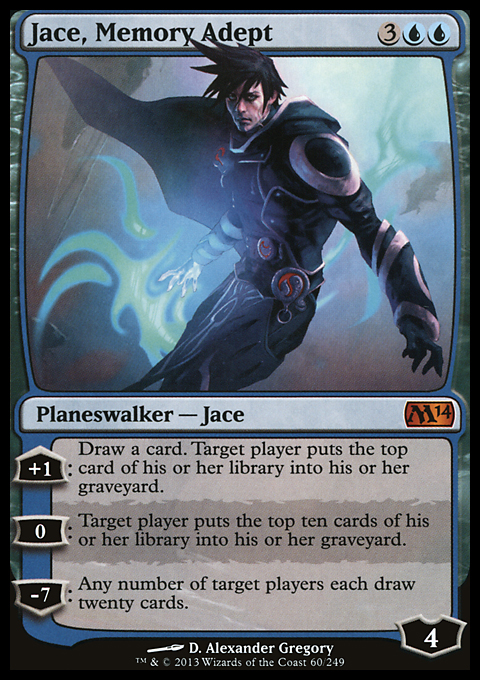 Jace, Memory Adept 3
Planeswalker — Jace M14
+1: Draw a card. Target player puts the top
card of his or her library into his or her
graveyard.
0: Target player puts the top ten cards of his
or her library into his or her graveyard.
-7: Any number of target players each draw
twenty cards.
4
D. Alexander Gregory
™ & © 2013 Wizards of the Coast 60/249